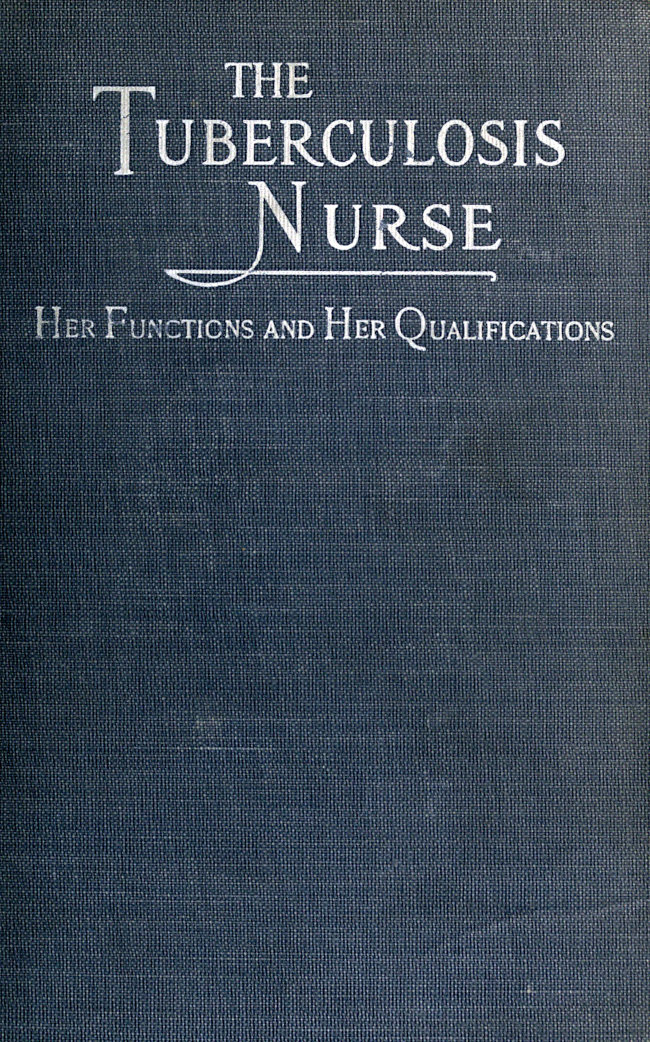 THE
TUBERCULOSIS
NURSE
HER FUNCTIONS AND HER QUALIFICATIONS